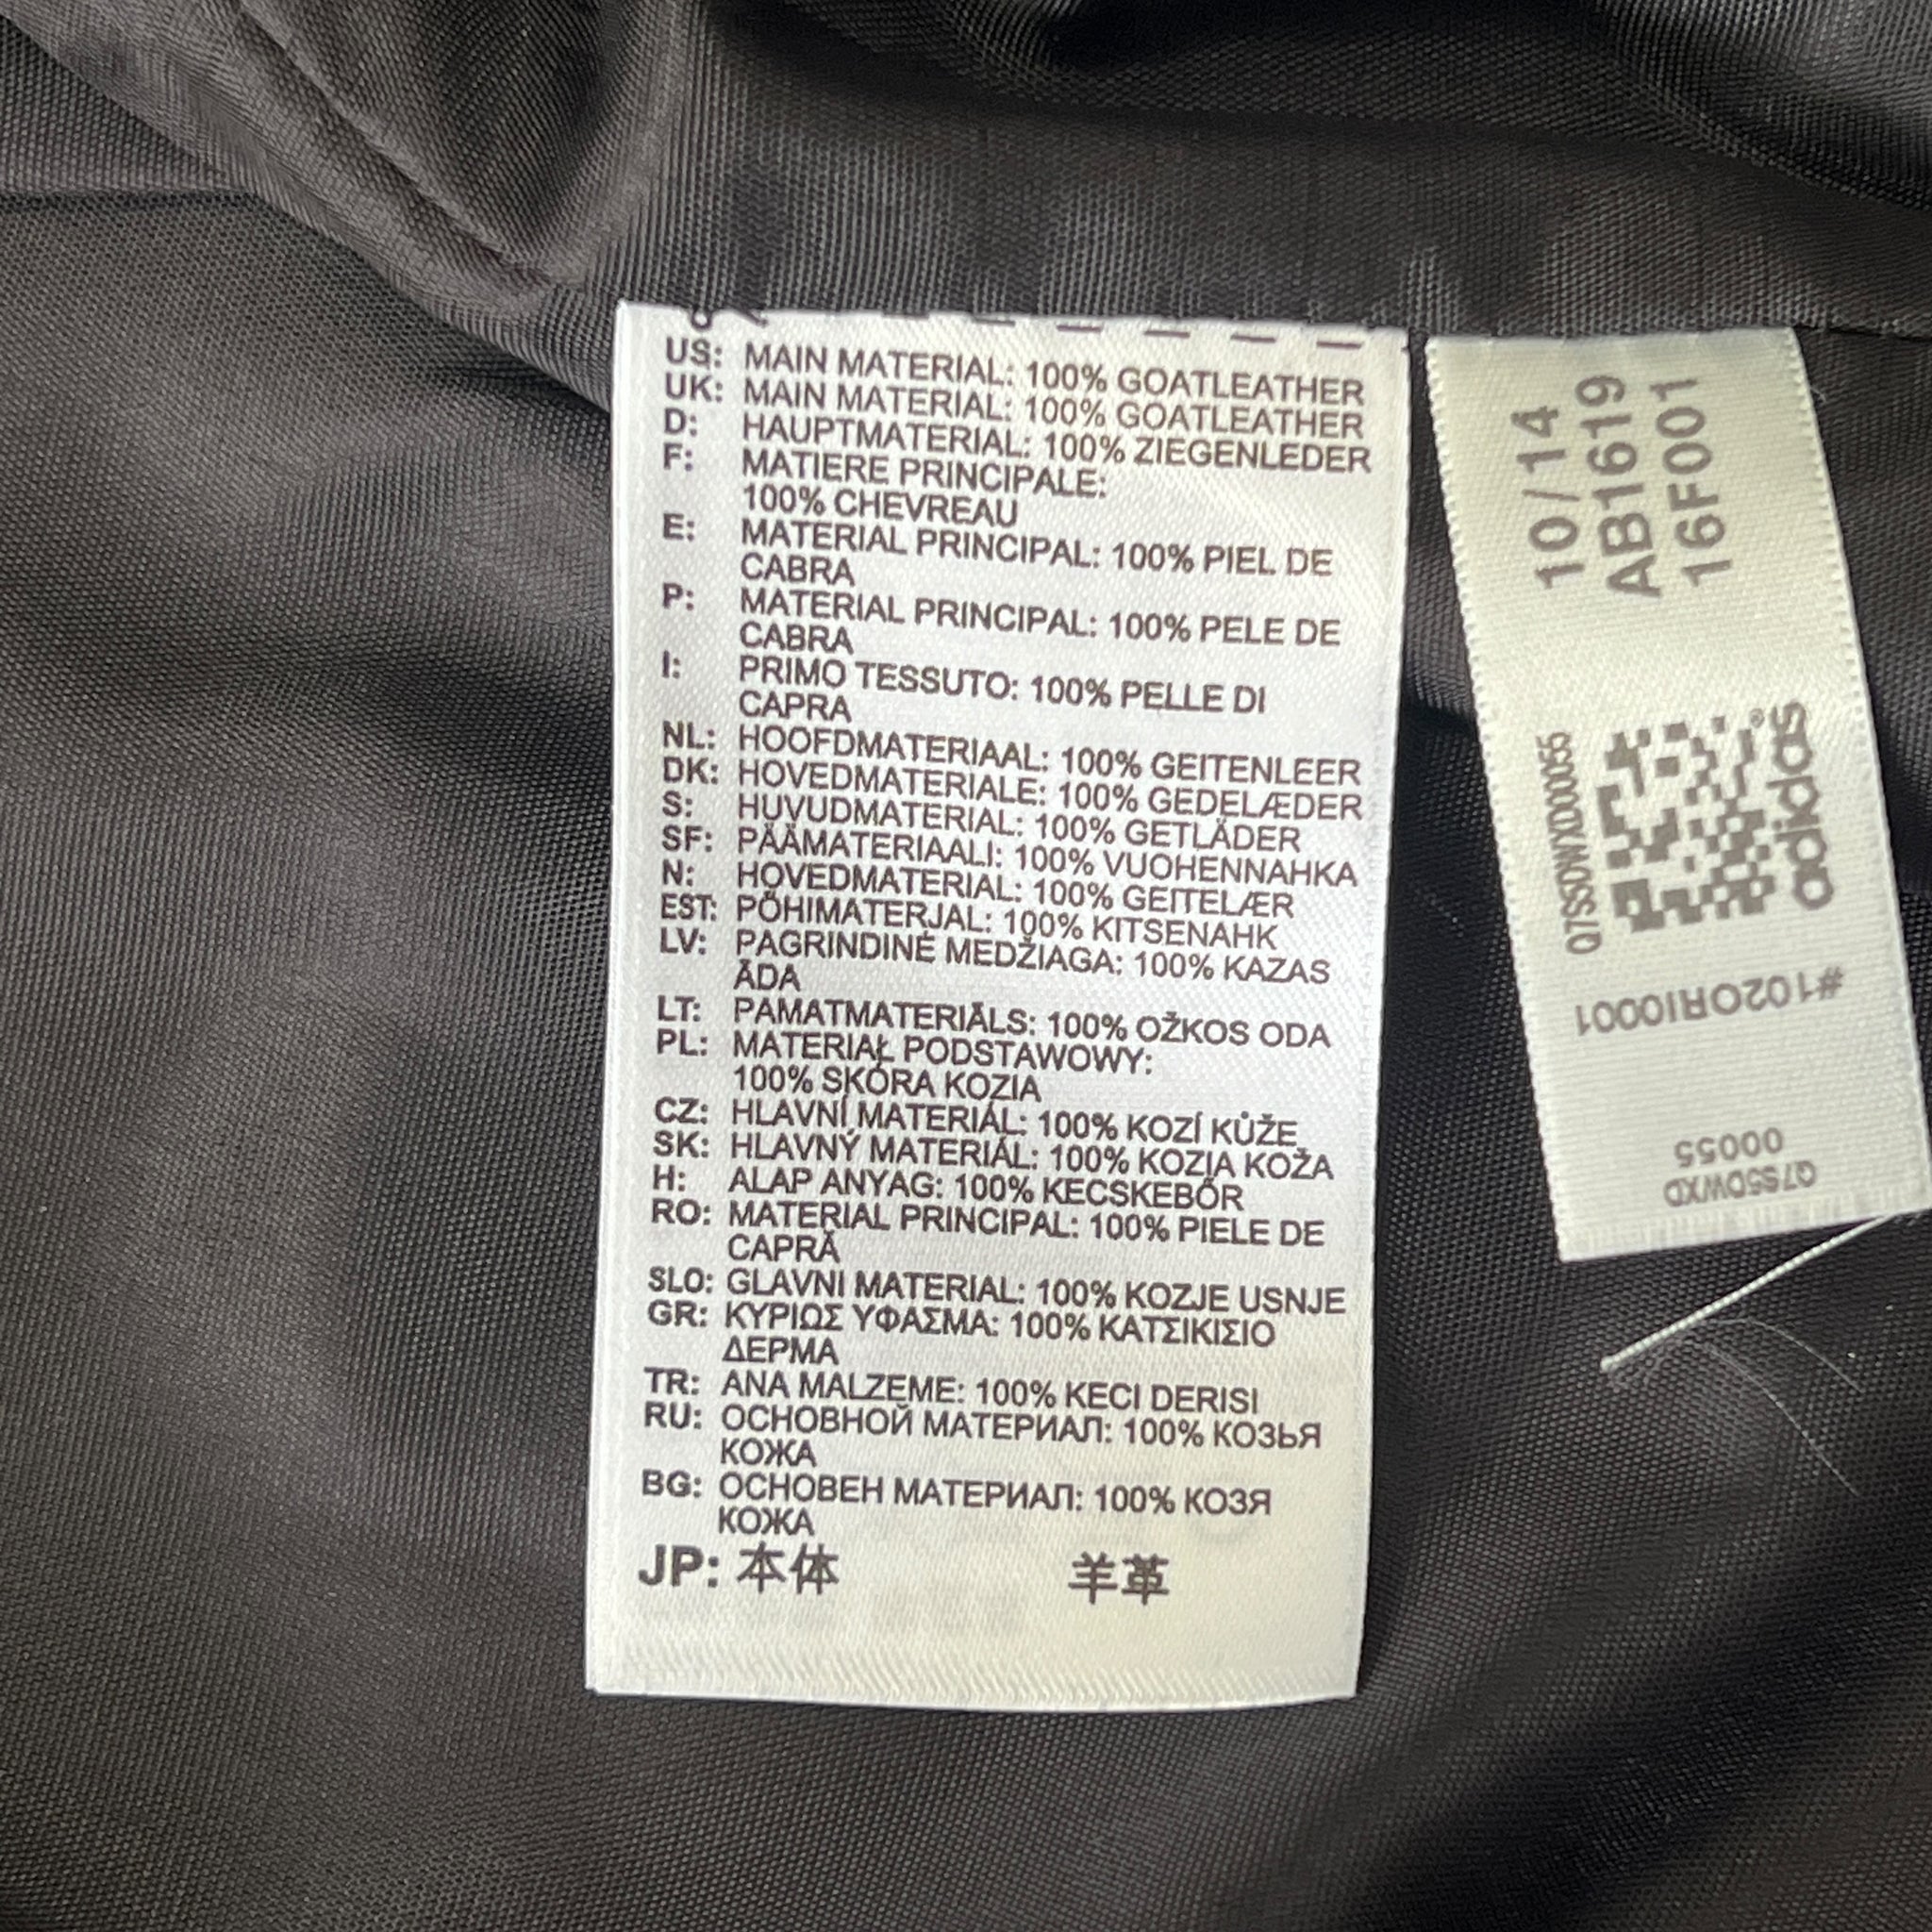 US: MAIN MATERIAL: 100% GOATLEATHER
UK: MAIN MATERIAL: 100% GOATLEATHER
D: HAUPTMATERIAL: 100% ZIEGENLEDER
F: MATIERE PRINCIPALE:
100% CHEVREAU
E: MATERIAL PRINCIPAL: 100% PIEL DE
CABRA
P: MATERIAL PRINCIPAL: 100% PELE DE
CABRA
I: PRIMO TESSUTO: 100% PELLE DI
CAPRA
NL: HOOFDMATERIAAL: 100% GEITENLEER
DK: HOVEDMATERIALE: 100% GEDELÆDER
S: HUVUDMATERIAL: 100% GETLÄDER
SF: PÄÄMATERIAALI: 100% VUOHENNAHKA
N: HOVEDMATERIAL: 100% GEITELÆR
EST: PÕHIMATERJAL: 100% KITSENAHK
LV: PAGRINDINĖ MEDŽIAGA: 100% KAZAS
ĀDA
LT: PAMATMATERIĀLS: 100% OŽKOS ODA
PL: MATERIAŁ PODSTAWOWY:
100% SKÓRA KOZIA
CZ: HLAVNÍ MATERIÁL: 100% KOZÍ KŮŽE
SK: HLAVNÝ MATERIÁL: 100% KOZIA KOŽA
H: ALAP ANYAG: 100% KECSKEBŐR
RO: MATERIAL PRINCIPAL: 100% PIELE DE
CAPRĂ
SLO: GLAVNI MATERIAL: 100% KOZJE USNJE
GR: ΚΥΡΙΩΣ ΥΦΑΣΜΑ: 100% ΚΑΤΣΙΚΙΣΙΟ
ΔΕΡΜΑ
TR: ANA MALZEME: 100% KECI DERISI
RU: ОСНОВНОЙ МАТЕРИАЛ: 100% КОЗЬЯ
КОЖА
BG: ОСНОВЕН МАТЕРИАЛ: 100% КОЗЯ
КОЖА
JP: 本体 羊革
10/14
AB1619
16F001
Q7SSDWXD00055
adidas
#102ORI0001
Q7SSDWXD
00055